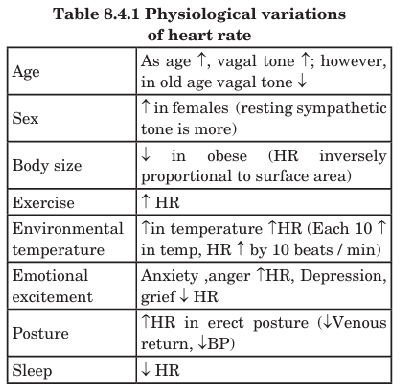 Table 8.4.1 Physiological variations
of heart rate
Age
As age ↑, vagal tone ↑; however,
in old age vagal tone ↓
Sex
↑ in females (resting sympathetic
tone is more)
Body size
↓ in obese (HR inversely
proportional to surface area)
Exercise
↑ HR
Environmental
temperature
↑in temperature ↑HR (Each 10 ↑
in temp, HR ↑ by 10 beats / min)
Emotional
excitement
Anxiety ,anger ↑HR, Depression,
grief ↓ HR
Posture
↑HR in erect posture (↓Venous
return, ↓BP)
Sleep
↓ HR